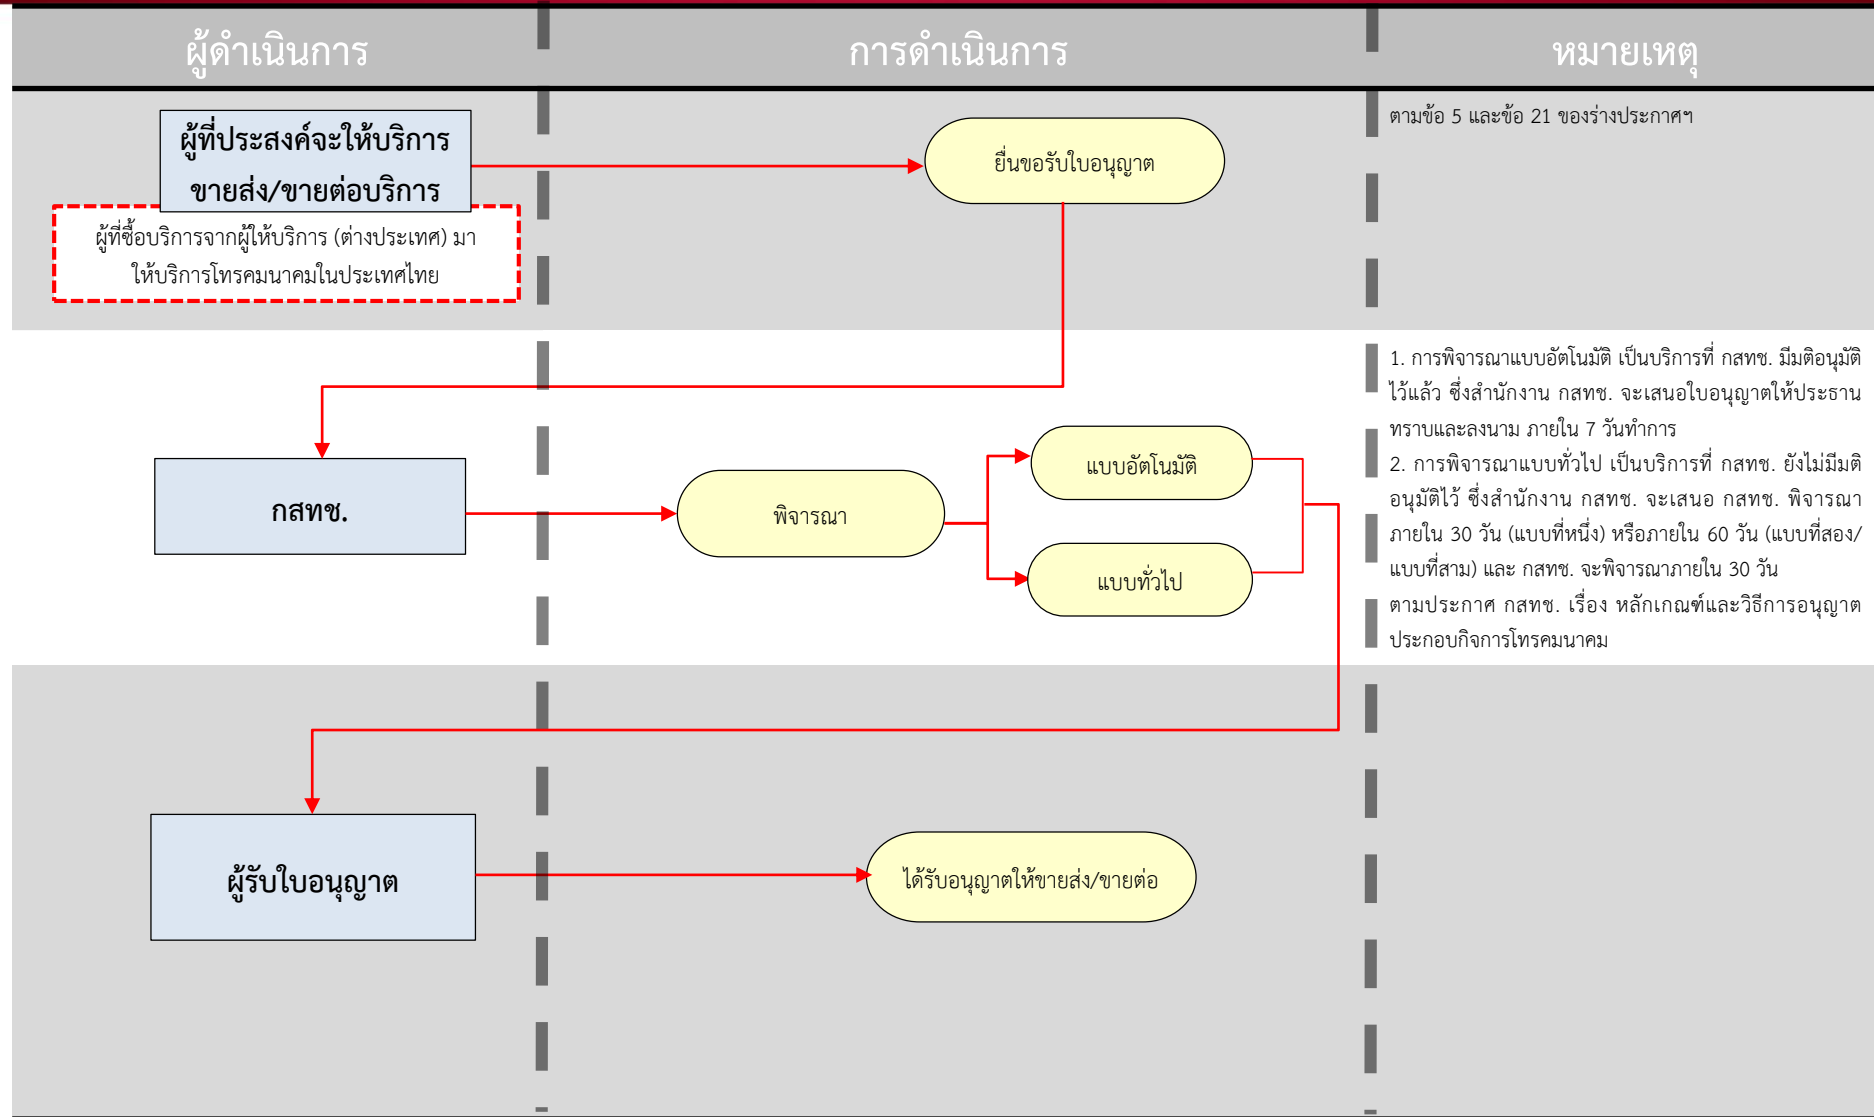 ผู้ดำเนินการ
การดำเนินการ
หมายเหตุ
ผู้ที่ประสงค์จะให้บริการ
ขายส่ง/ขายต่อบริการ
ผู้ที่ซื้อบริการจากผู้ให้บริการ (ต่างประเทศ) มา
ให้บริการโทรคมนาคมในประเทศไทย
ยื่นขอรับใบอนุญาต
ตามข้อ 5 และข้อ 21 ของร่างประกาศฯ
กสทช.
พิจารณา
แบบอัตโนมัติ
แบบทั่วไป
1. การพิจารณาแบบอัตโนมัติ เป็นบริการที่ กสทช. มีมติอนุมัติ
ไว้แล้ว ซึ่งสำนักงาน กสทช. จะเสนอใบอนุญาตให้ประธาน
ทราบและลงนาม ภายใน 7 วันทำการ
2. การพิจารณาแบบทั่วไป เป็นบริการที่ กสทช. ยังไม่มีมติ
อนุมัติไว้ ซึ่งสำนักงาน กสทช. จะเสนอ กสทช. พิจารณา
ภายใน 30 วัน (แบบที่หนึ่ง) หรือภายใน 60 วัน (แบบที่สอง/
แบบที่สาม) และ กสทช. จะพิจารณาภายใน 30 วัน
ตามประกาศ กสทช. เรื่อง หลักเกณฑ์และวิธีการอนุญาต
ประกอบกิจการโทรคมนาคม
ผู้รับใบอนุญาต
ได้รับอนุญาตให้ขายส่ง/ขายต่อ